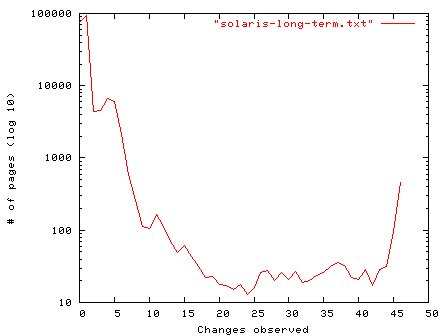 100000
"solaris-long-term.txt"
10000
1000
100
10
# of pages (log 10)
0 5 10 15 20 25 30 35 40 45 50
Changes observed